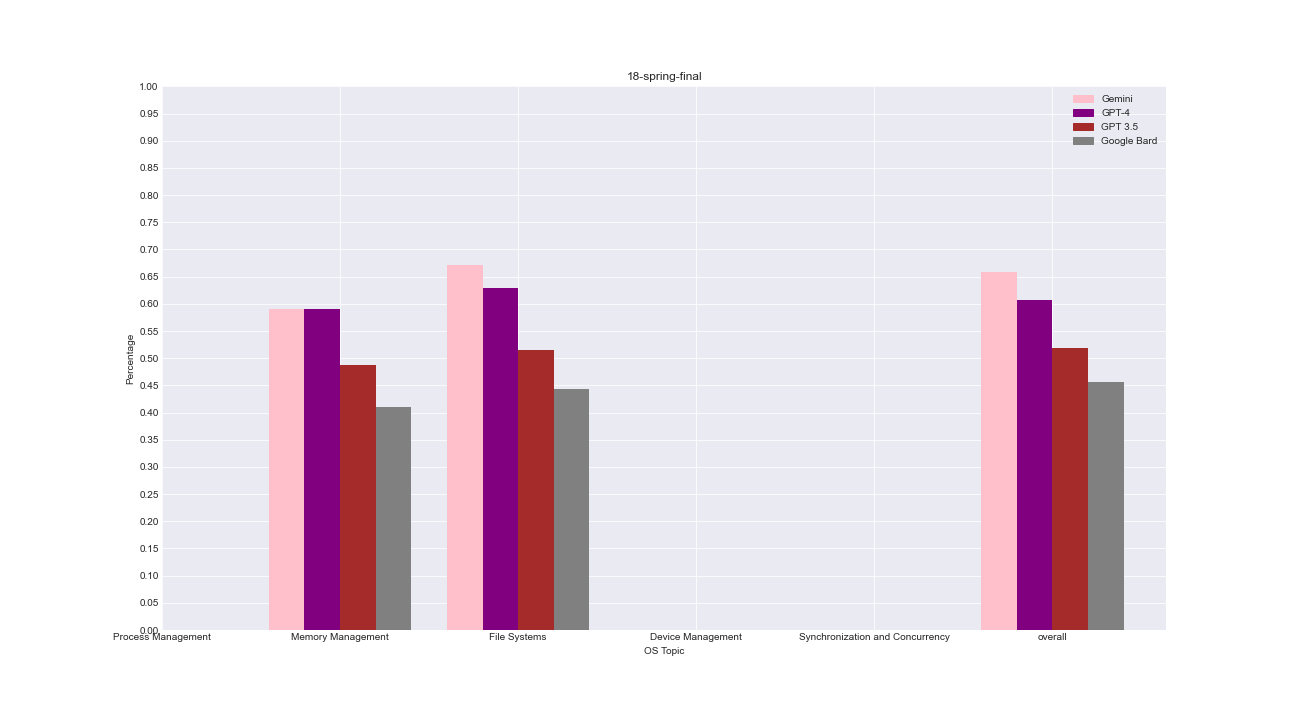 18-spring-final
Gemini
GPT-4
GPT 3.5
Google Bard
1.00
0.95
0.90
0.85
0.80
0.75
0.70
0.65
0.60
0.55
0.50
0.45
0.40
0.35
0.30
0.25
0.20
0.15
0.10
0.05
0.00
Percentage
Process Management Memory Management File Systems Device Management Synchronization and Concurrency overall
OS Topic